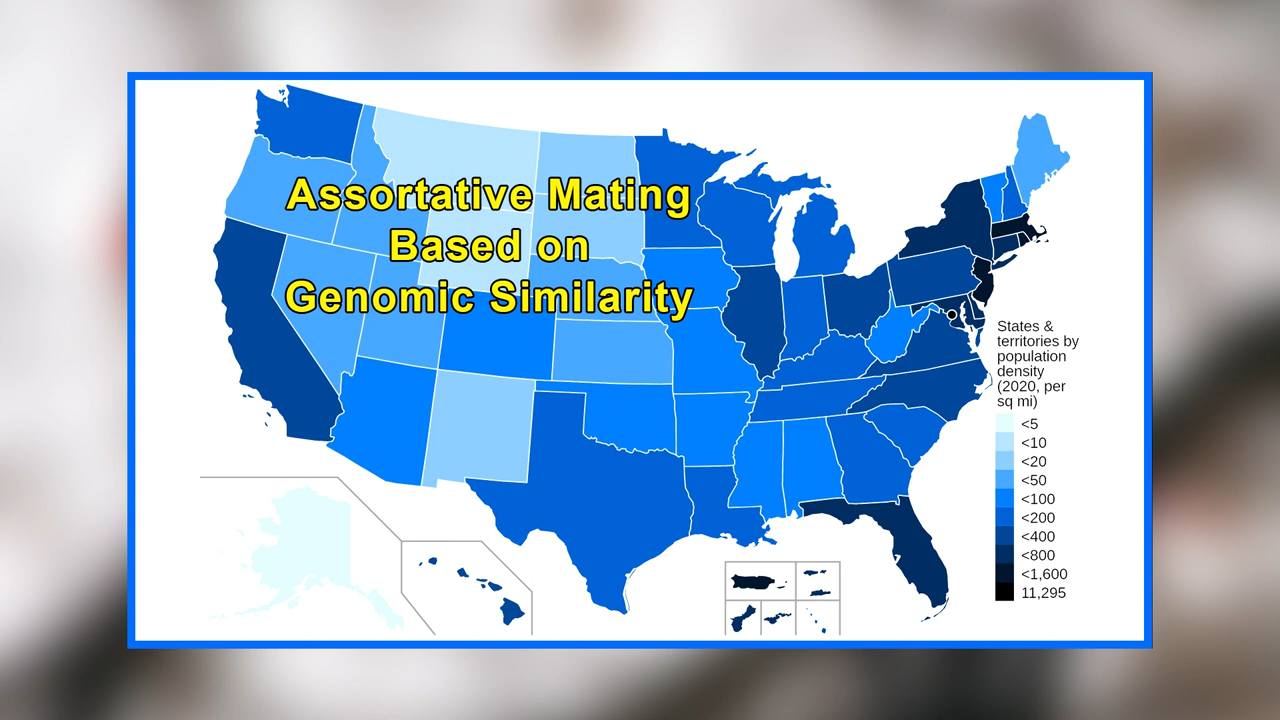 Assortative Mating
Based on
Genomic Similarity
States &
territories by
population
density
(2020, per
sq mi)
<5
<10
<20
<50
<100
<200
<400
<800
<1,600
11,295